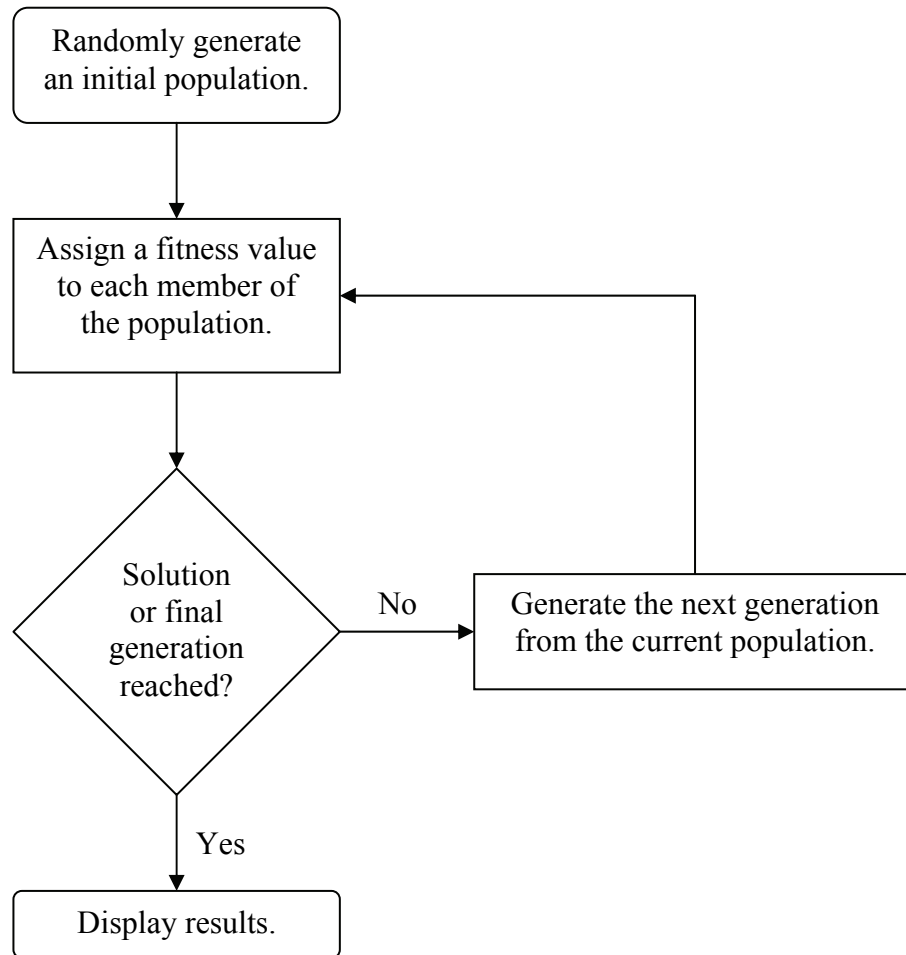 Randomly generate
an initial population.
Assign a fitness value
to each member of
the population.
Solution
or final
generation
reached?
No
Generate the next generation
from the current population.
Yes
Display results.